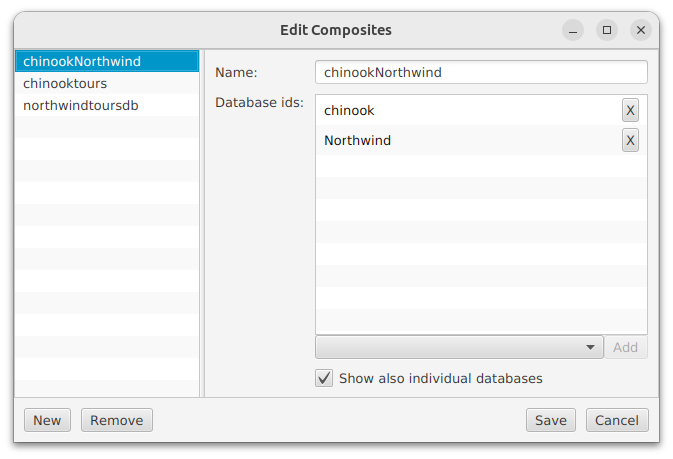 Edit Composites
chinookNorthwind
chinooktours
northwindtoursdb
Name:
chinookNorthwind
Database ids:
chinook
X
Northwind
X
Add
Show also individual databases
New
Remove
Save
Cancel